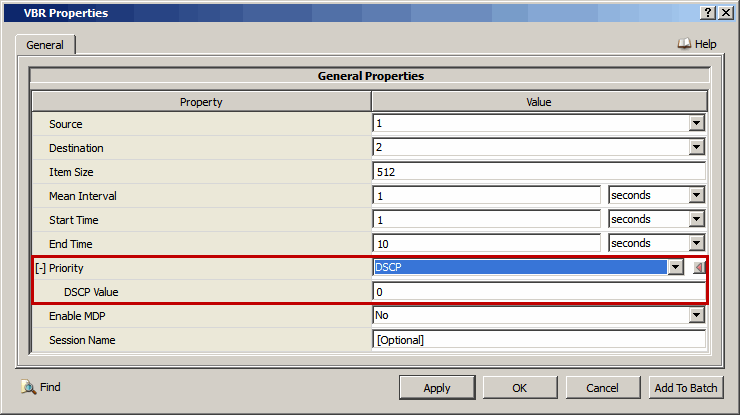 VBR Properties
General
Help
General Properties
Property Value
Source 1
Destination 2
Item Size 512
Mean Interval 1 seconds
Start Time 1 seconds
End Time 10 seconds
[-] Priority DSCP
DSCP Value 0
Enable MDP No
Session Name [Optional]
Find Apply OK Cancel Add To Batch